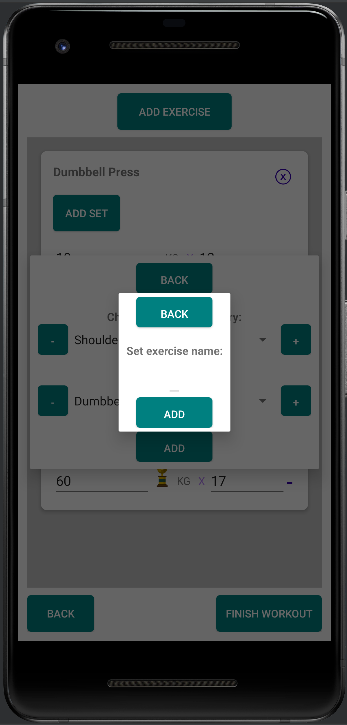 ADD EXERCISE
Dumbbell Press
X
ADD SET
BACK
- Shoulde +
BACK
Set exercise name:
- Dumbbe +
ADD
ADD
60 KG X 17 -
BACK FINISH WORKOUT